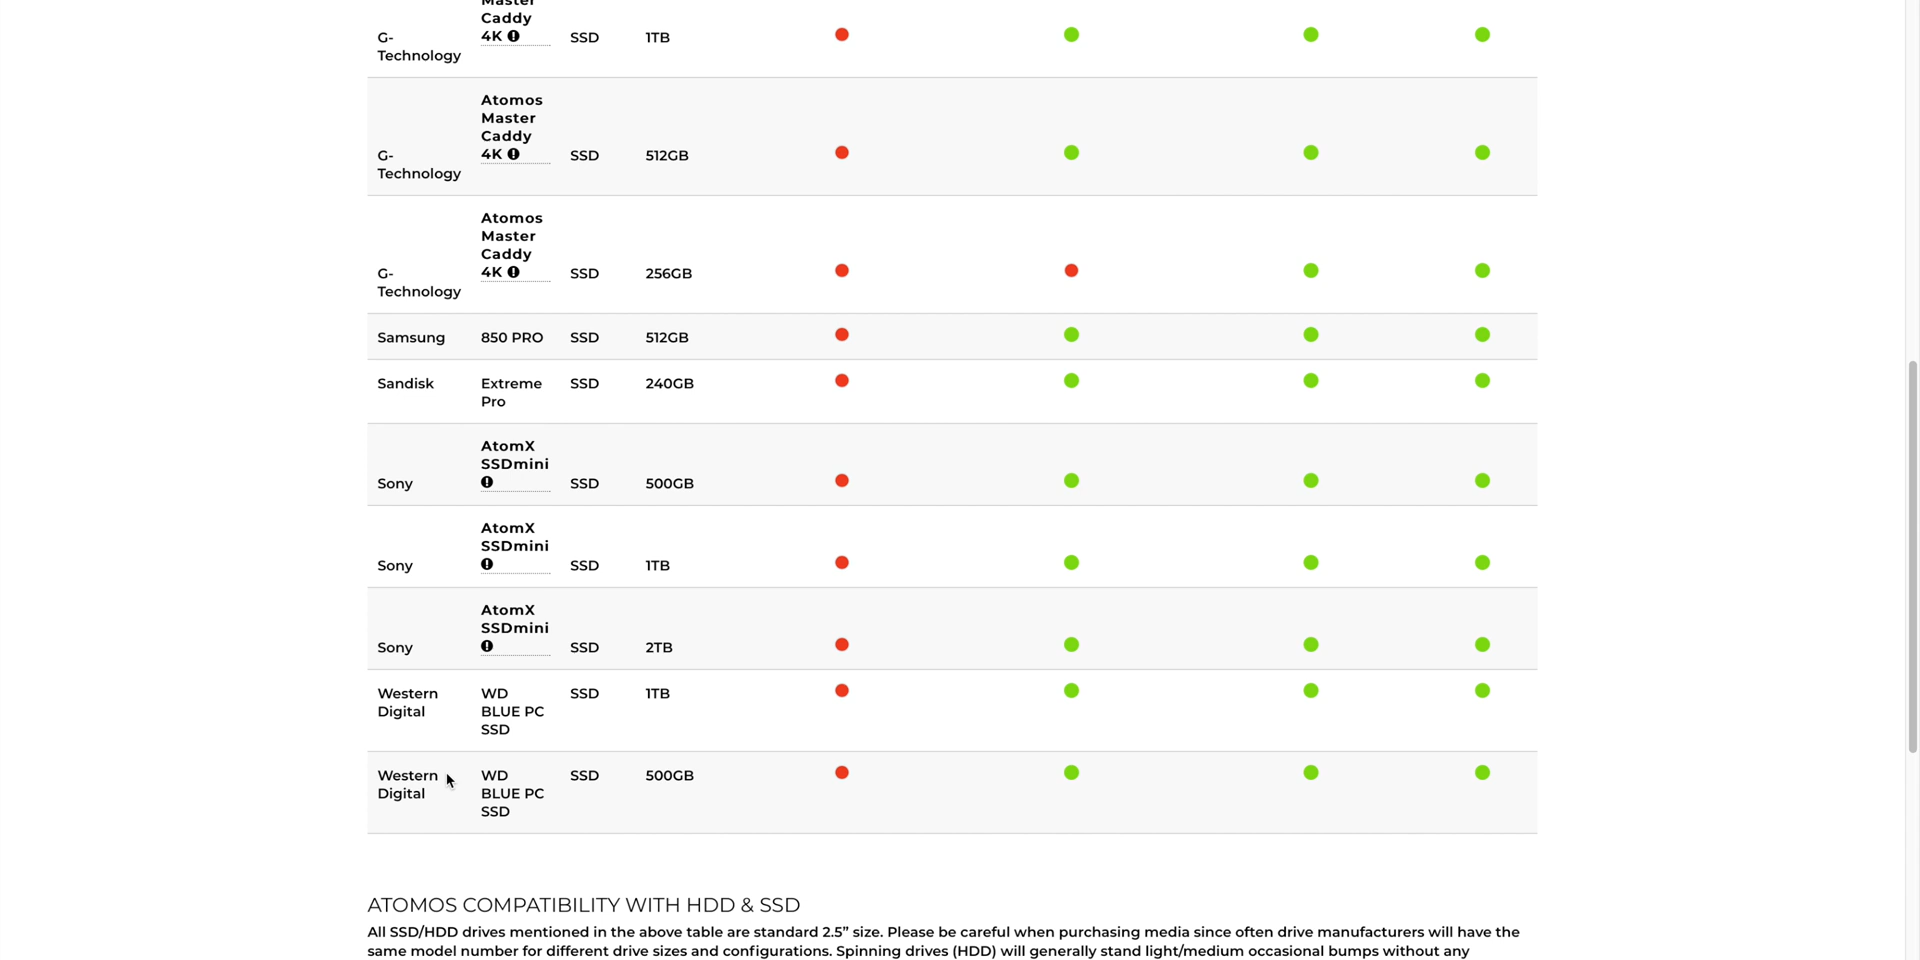 Master
Caddy
4K
G-
Technology
SSD
1TB
Atomos
Master
Caddy
4K
G-
Technology
SSD
512GB
Atomos
Master
Caddy
4K
G-
Technology
SSD
256GB
Samsung
850 PRO
SSD
512GB
Sandisk
Extreme
Pro
SSD
240GB
AtomX
SSDmini
Sony
SSD
500GB
AtomX
SSDmini
Sony
SSD
1TB
AtomX
SSDmini
Sony
SSD
2TB
Western
Digital
WD
BLUE PC
SSD
SSD
1TB
Western
Digital
WD
BLUE PC
SSD
SSD
500GB
ATOMOS COMPATIBILITY WITH HDD & SSD
All SSD/HDD drives mentioned in the above table are standard 2.5” size. Please be careful when purchasing media since often drive manufacturers will have the
same model number for different drive sizes and configurations. Spinning drives (HDD) will generally stand light/medium occasional bumps without any